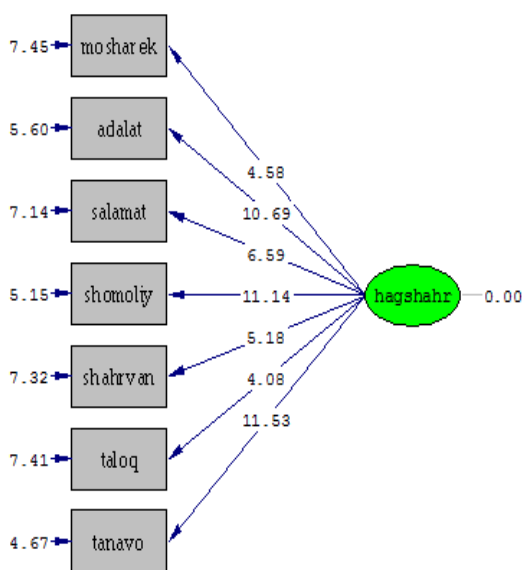 7.45 mosharek
5.60 adalat
7.14 salamat
5.15 shomoliy
7.32 shahrvan
7.41 taloq
4.67 tanavo
4.58
10.69
6.59
11.14
5.18
4.08
11.53
hagshahr 0.00